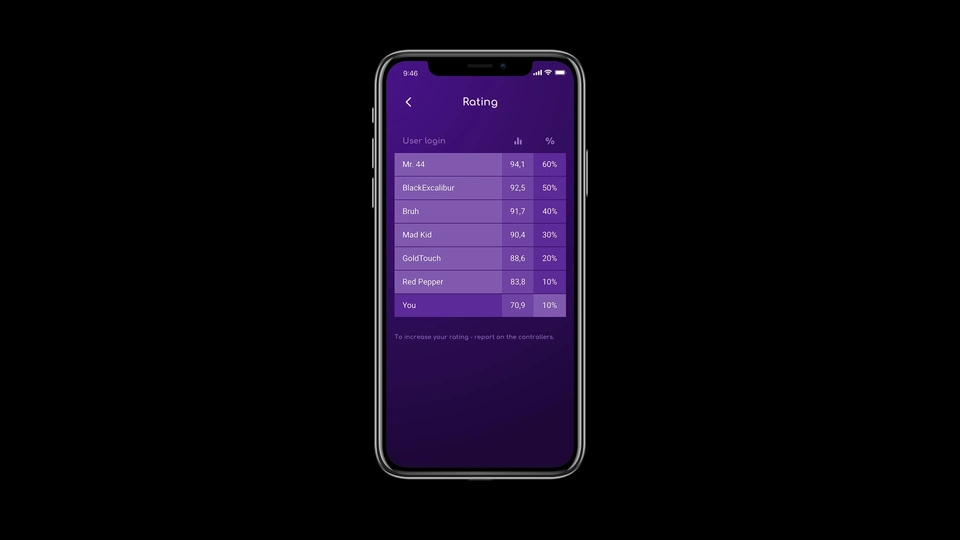 9:46
Rating
User login %
Mr. 44 94,1 60%
BlackExcalibur 92,5 50%
Bruh 91,7 40%
Mad Kid 90,4 30%
GoldTouch 88,6 20%
Red Pepper 83,8 10%
You 70,9 10%
To increase your rating - report on the controllers.